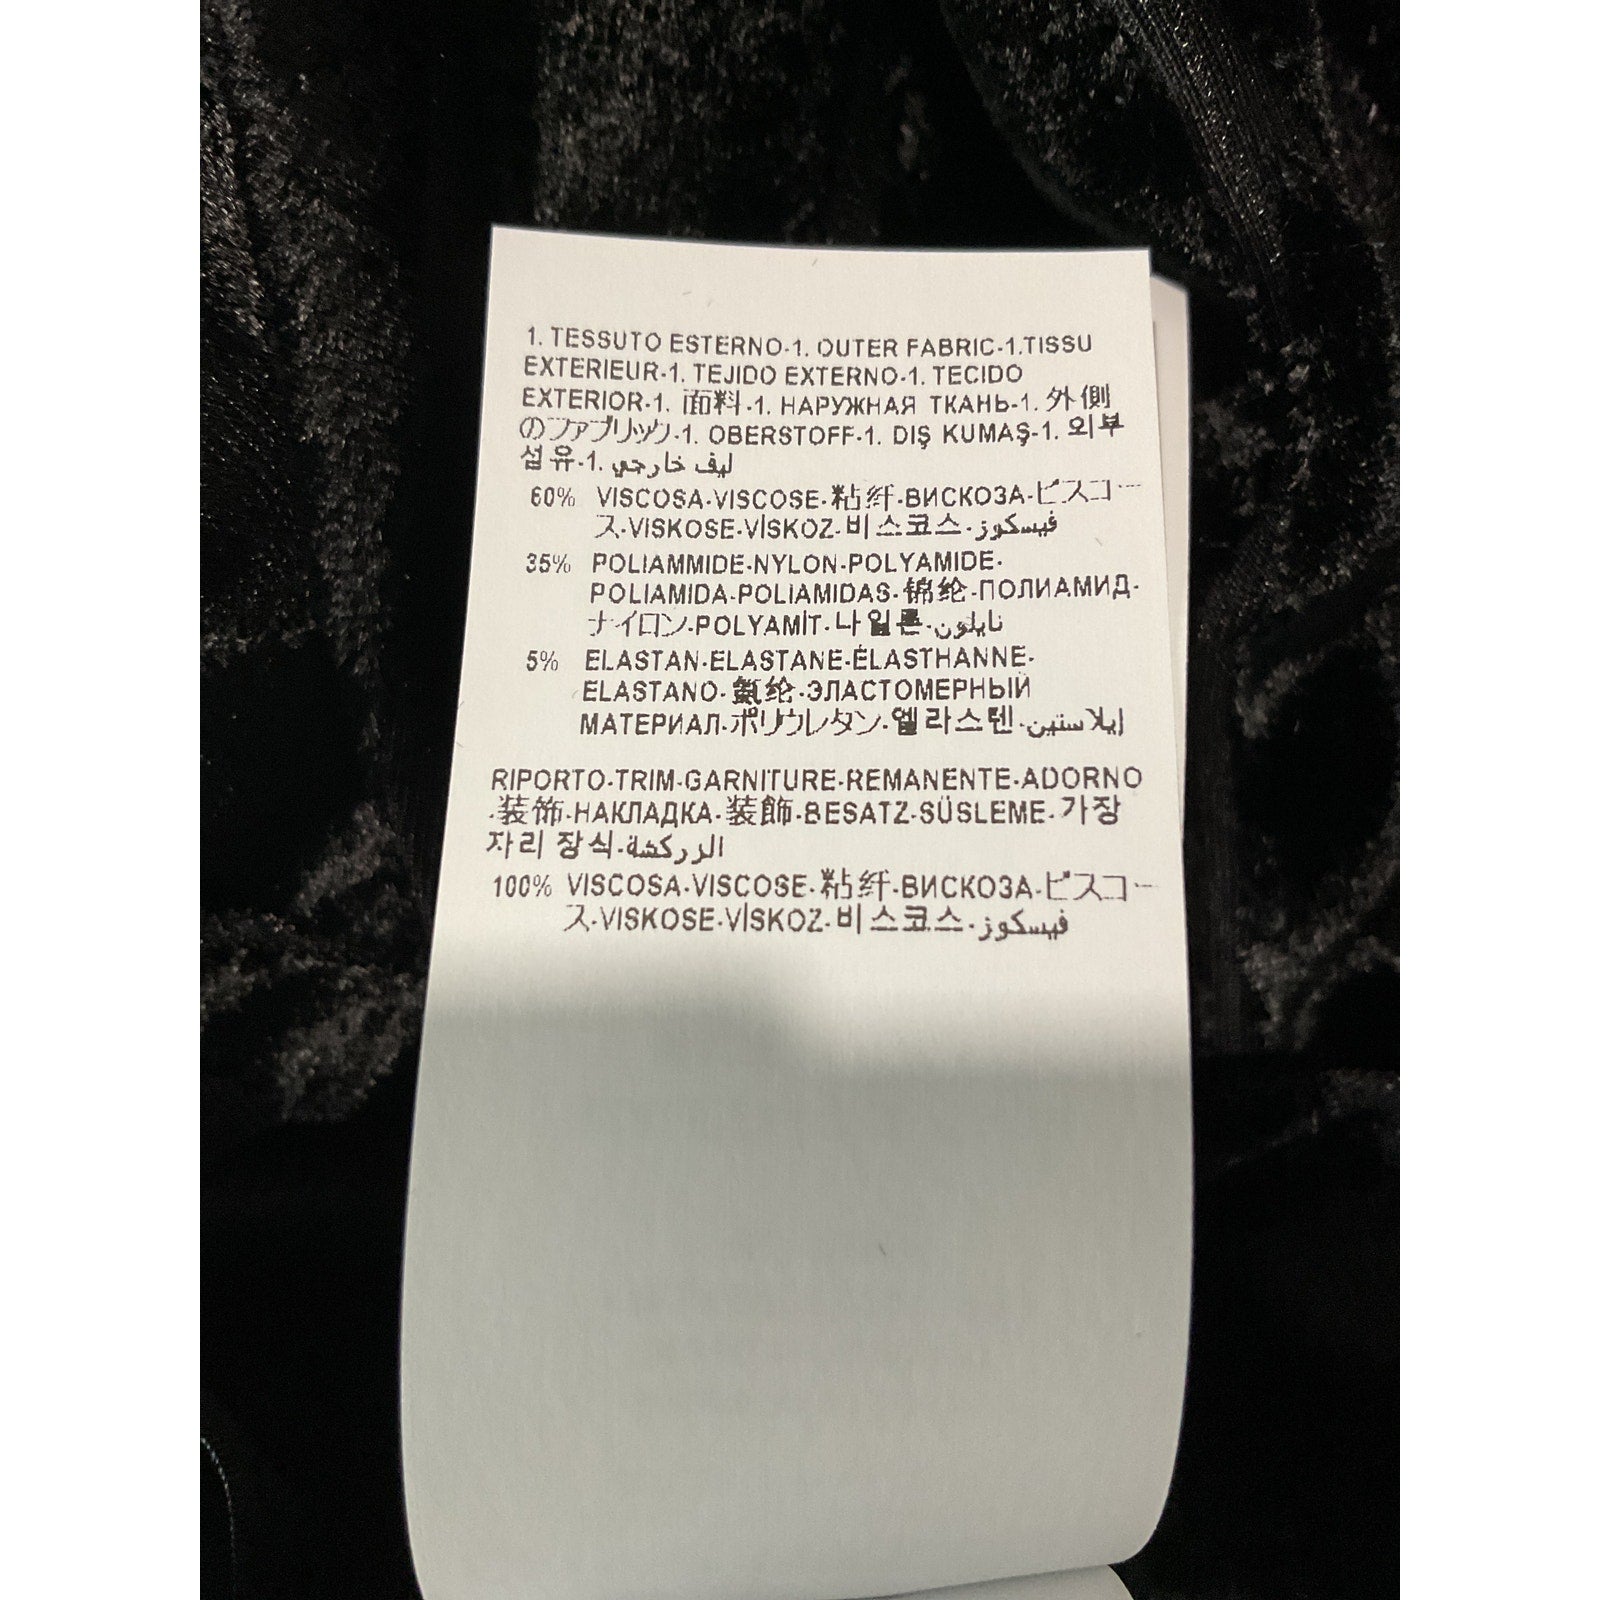 1. TESSUTO ESTERNO-1. OUTER FABRIC-1.TISSU
EXTERIEUR-1. TEJIDO EXTERNO-1. TECIDO
EXTERIOR-1. 面料-1. НАРУЖНАЯ ТКАНЬ-1. 外側
のファブリック-1. OBERSTOFF-1. DIŞ KUMAŞ-1. 외부
섬유-1. ليف خارجي
60% VISCOSA-VISCOSE-粘纤-ВИСКОЗА-ビスコー
ス-VISKOSE-VİSKOZ-비스코스-فيسكوز
35% POLIAMMIDE-NYLON-POLYAMIDE-
POLIAMIDA-POLIAMIDAS-锦纶-ПОЛИАМИД-
ナイロン-POLYAMİT-나일론-نايلون
5% ELASTAN-ELASTANE-ÉLASTHANNE-
ELASTANO-氨纶-ЭЛАСТОМЕРНЫЙ
МАТЕРИАЛ-ポリウレタン-엘라스텐-إيلاستين
RIPORTO-TRIM-GARNITURE-REMANENTE-ADORNO
-装饰-НАКЛАДКА-装飾-BESATZ-SÜSLEME-가장
자리 장식-الزركشة
100% VISCOSA-VISCOSE-粘纤-ВИСКОЗА-ビスコー
ス-VISKOSE-VİSKOZ-비스코스-فيسكوز